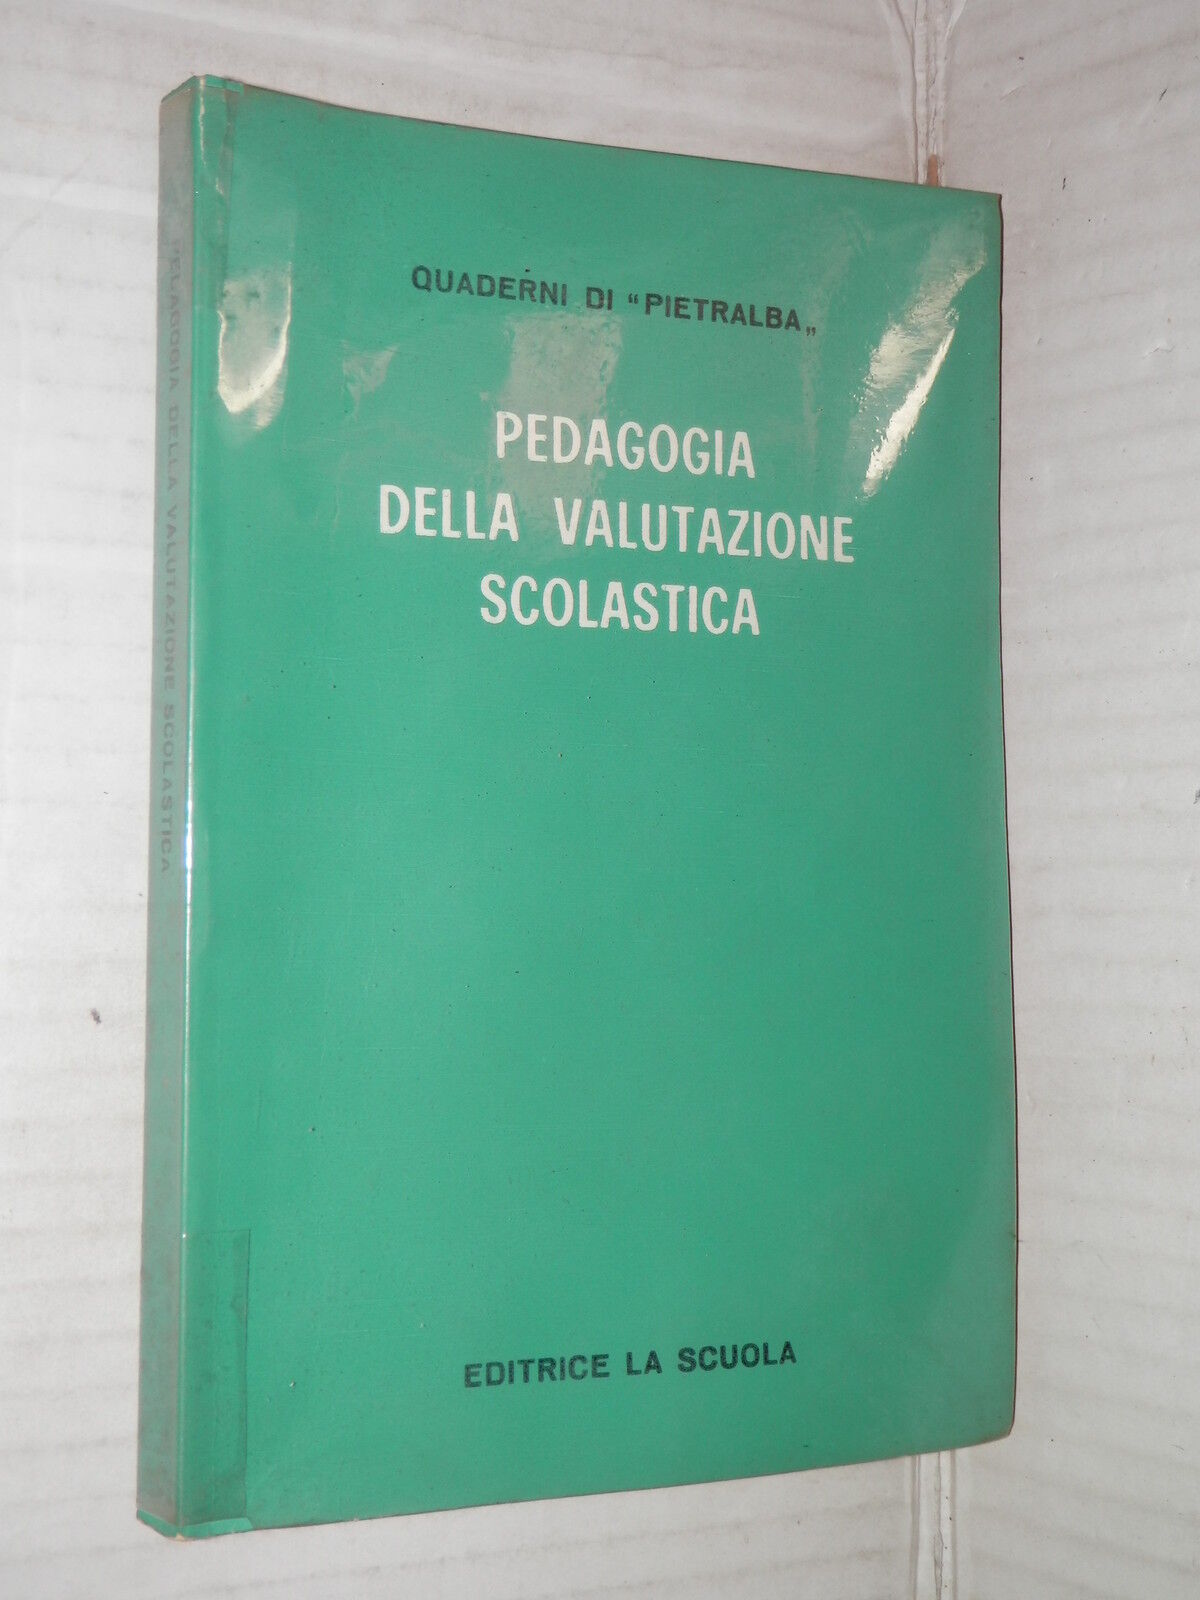 QUADERNI DI “PIETRALBA„
PEDAGOGIA
DELLA VALUTAZIONE
SCOLASTICA
EDITRICE LA SCUOLA
PEDAGOGIA DELLA VALUTAZIONE SCOLASTICA